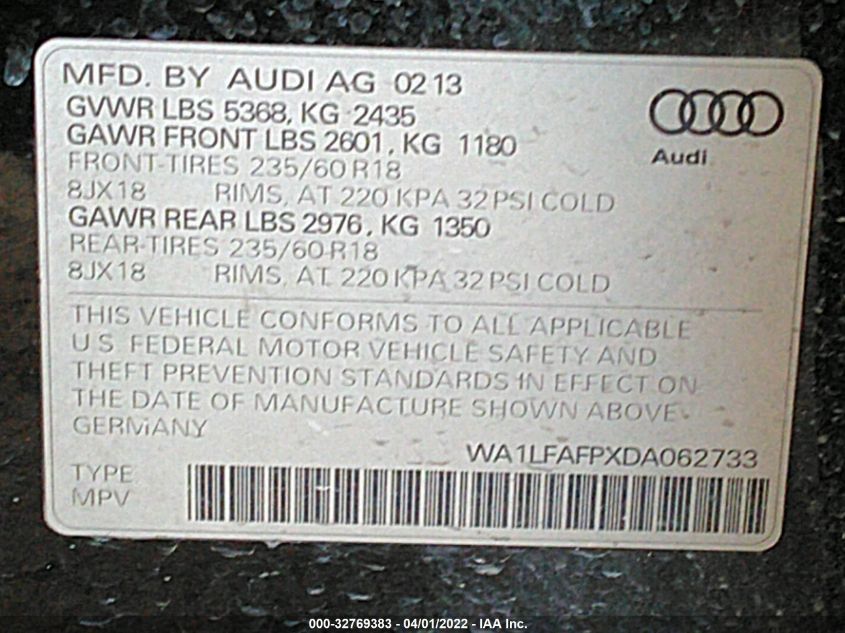 MFD. BY AUDI AG 02 13
GVWR LBS 5368, KG 2435
GAWR FRONT LBS 2601, KG 1180
FRONT-TIRES 235/60 R18
8JX18 RIMS, AT 220 KPA 32 PSI COLD
GAWR REAR LBS 2976, KG 1350
REAR-TIRES 235/60 R18
8JX18 RIMS, AT 220 KPA 32 PSI COLD
Audi
THIS VEHICLE CONFORMS TO ALL APPLICABLE
U.S. FEDERAL MOTOR VEHICLE SAFETY AND
THEFT PREVENTION STANDARDS IN EFFECT ON
THE DATE OF MANUFACTURE SHOWN ABOVE.
GERMANY
WA1LFAFPXDA062733
TYPE
MPV
000-32769383 - 04/01/2022 - IAA Inc.